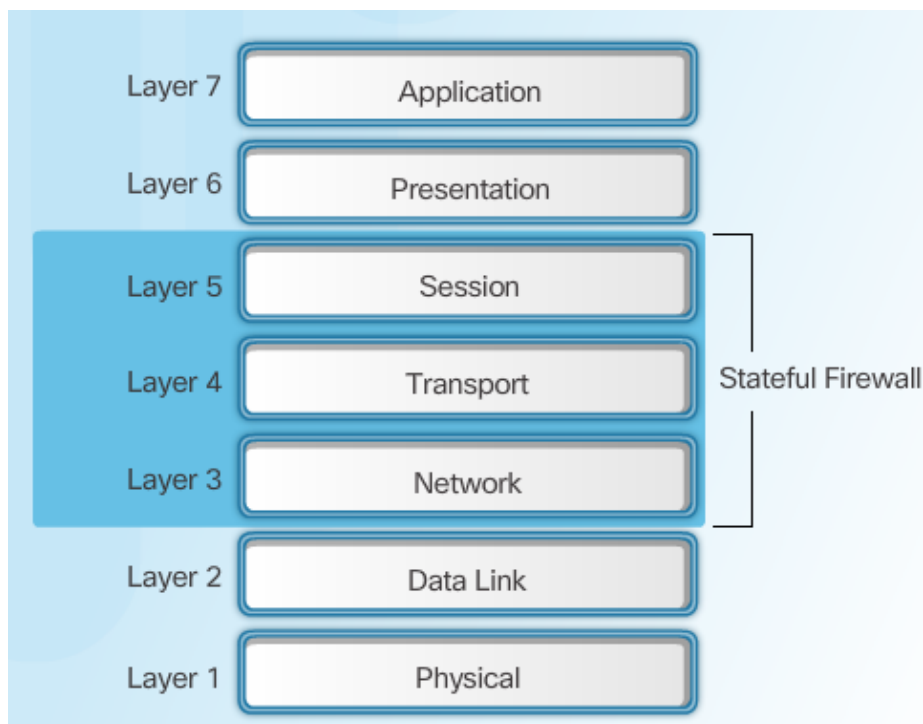 Layer 7
Application
Layer 6
Presentation
Layer 5
Session
Layer 4
Transport
Stateful Firewall
Layer 3
Network
Layer 2
Data Link
Layer 1
Physical